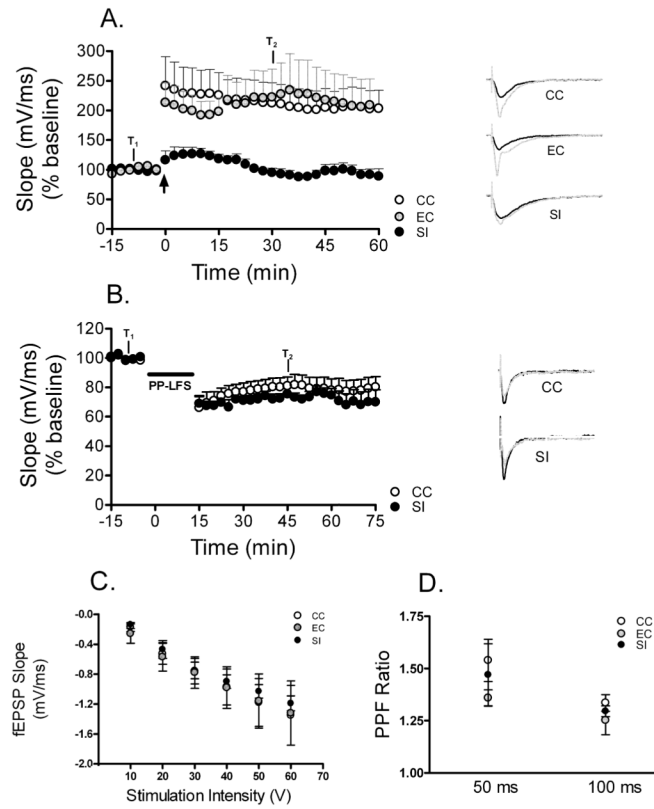 A.
Slope (mV/ms)
(% baseline)
300
250
200
150
100
50
0
T1
T2
-15
0
15
30
45
60
Time (min)
CC
EC
SI
CC
EC
SI
B.
Slope (mV/ms)
(% baseline)
120
100
80
60
40
20
0
T1
PP-LFS
T2
-15
0
15
30
45
60
75
Time (min)
CC
SI
CC
SI
C.
fEPSP Slope
(mV/ms)
-0.0
-0.4
-0.8
-1.2
-1.6
-2.0
CC
EC
SI
10
20
30
40
50
60
70
Stimulation Intensity (V)
D.
PPF Ratio
1.75
1.50
1.25
1.00
CC
EC
SI
50 ms
100 ms